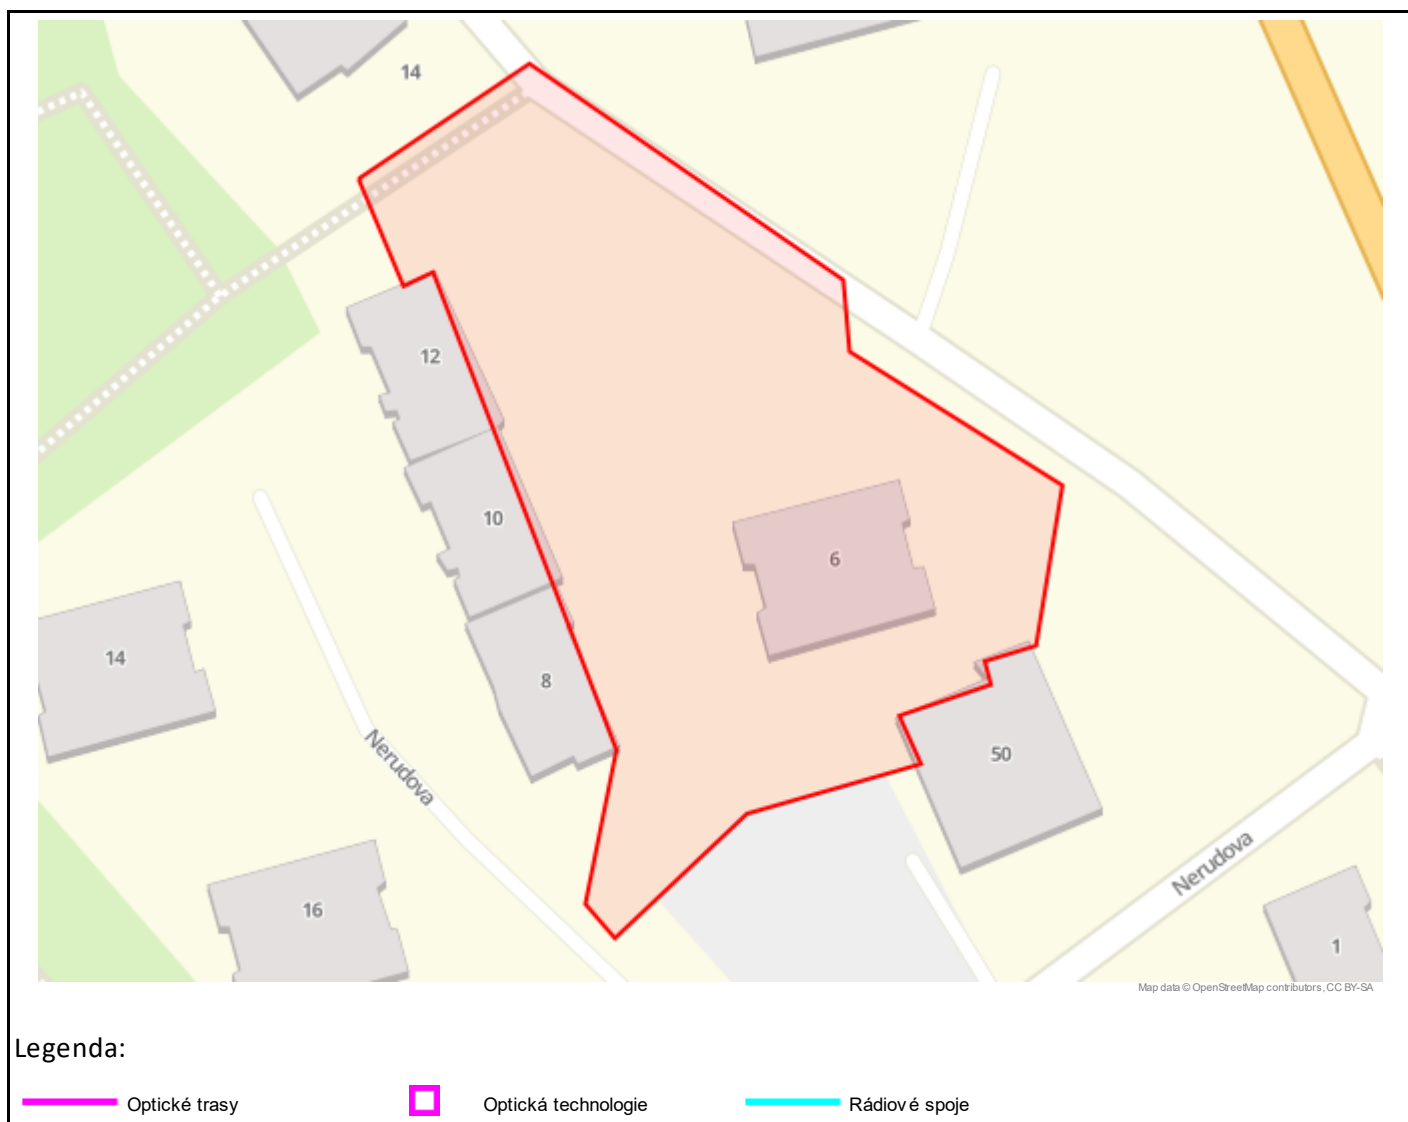 14
12
10
6
8
14
50
Nerudova
Nerudova
16
1
Map data © OpenStreetMap contributors, CC BY-SA
Legenda:
Optické trasy
Optická technologie
Rádiové spoje